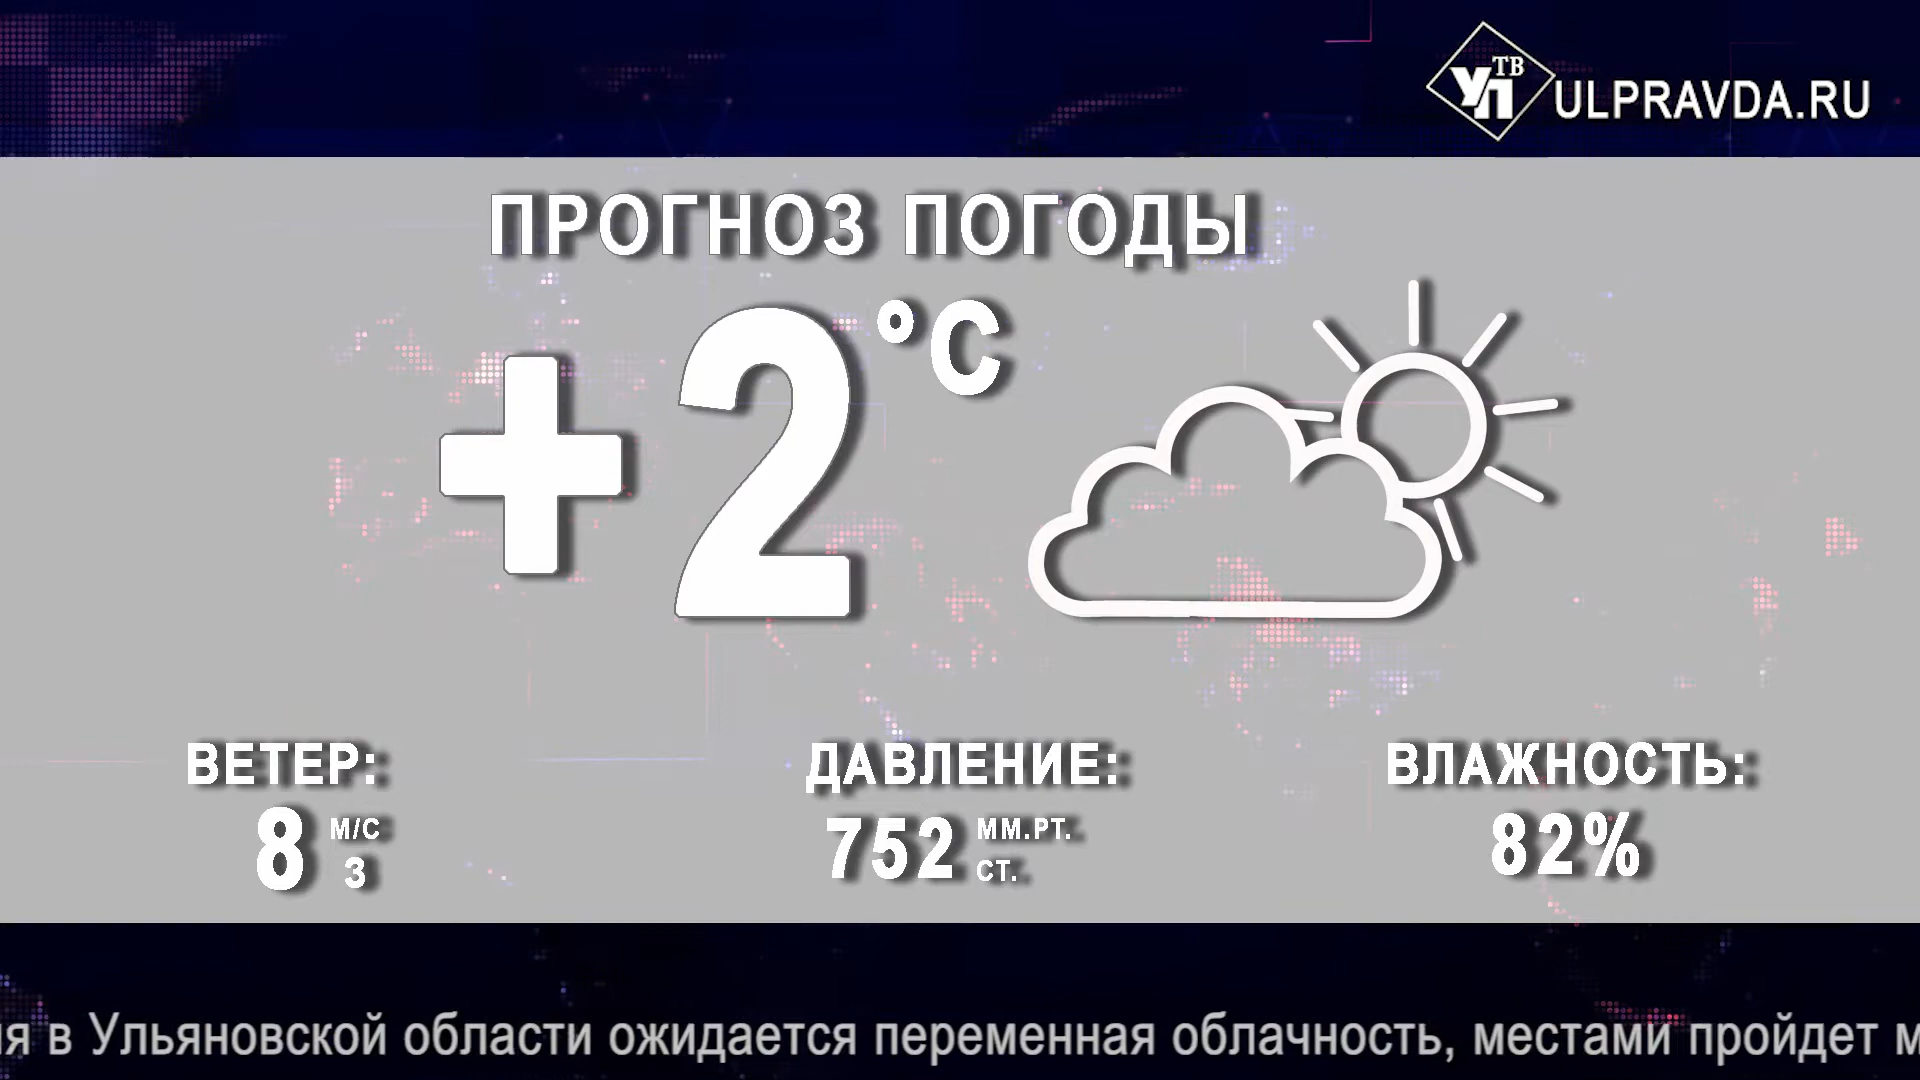 ТВ
УП
ULPRAVDA.RU
ПРОГНОЗ ПОГОДЫ
+2°C
ВЕТЕР:
8 М/С
З
ДАВЛЕНИЕ:
752 ММ.РТ.
СТ.
ВЛАЖНОСТЬ:
82%
в Ульяновской области ожидается переменная облачность, местами пройдет